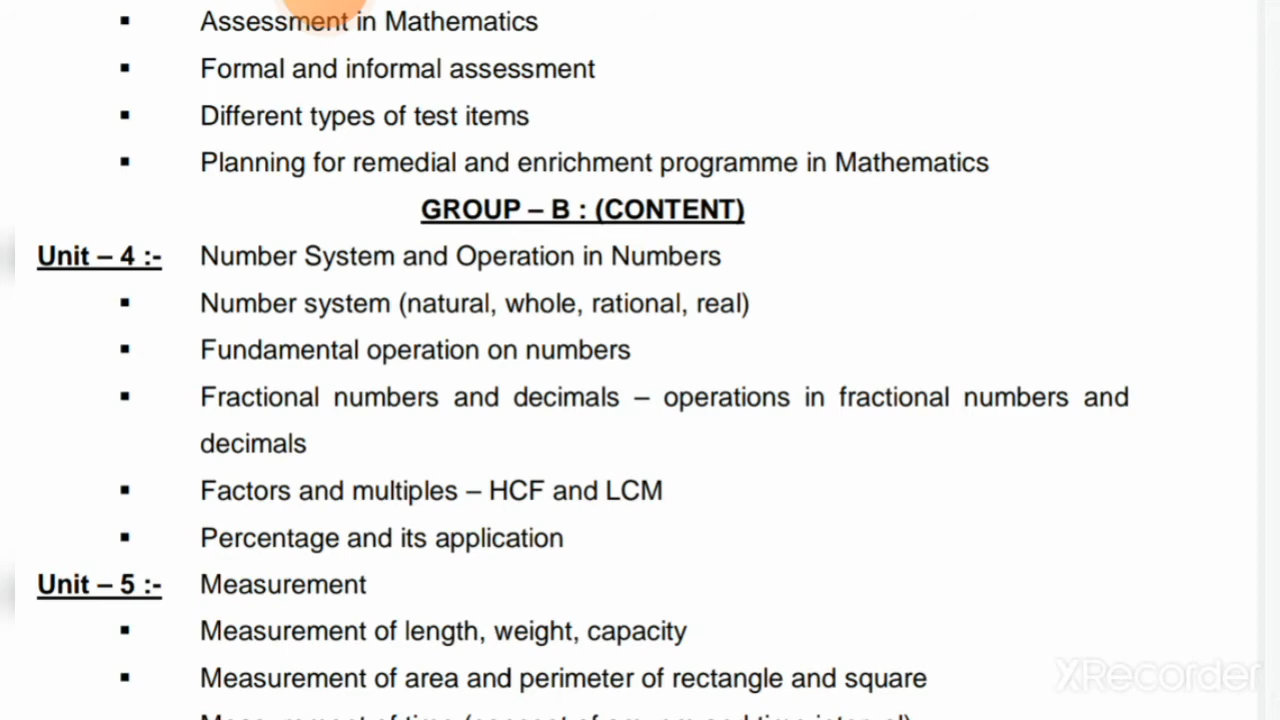 Assessment in Mathematics
Formal and informal assessment
Different types of test items
Planning for remedial and enrichment programme in Mathematics
GROUP – B : (CONTENT)
Unit – 4 :- Number System and Operation in Numbers
Number system (natural, whole, rational, real)
Fundamental operation on numbers
Fractional numbers and decimals – operations in fractional numbers and
decimals
Factors and multiples – HCF and LCM
Percentage and its application
Unit – 5 :- Measurement
Measurement of length, weight, capacity
Measurement of area and perimeter of rectangle and square
XRecorder